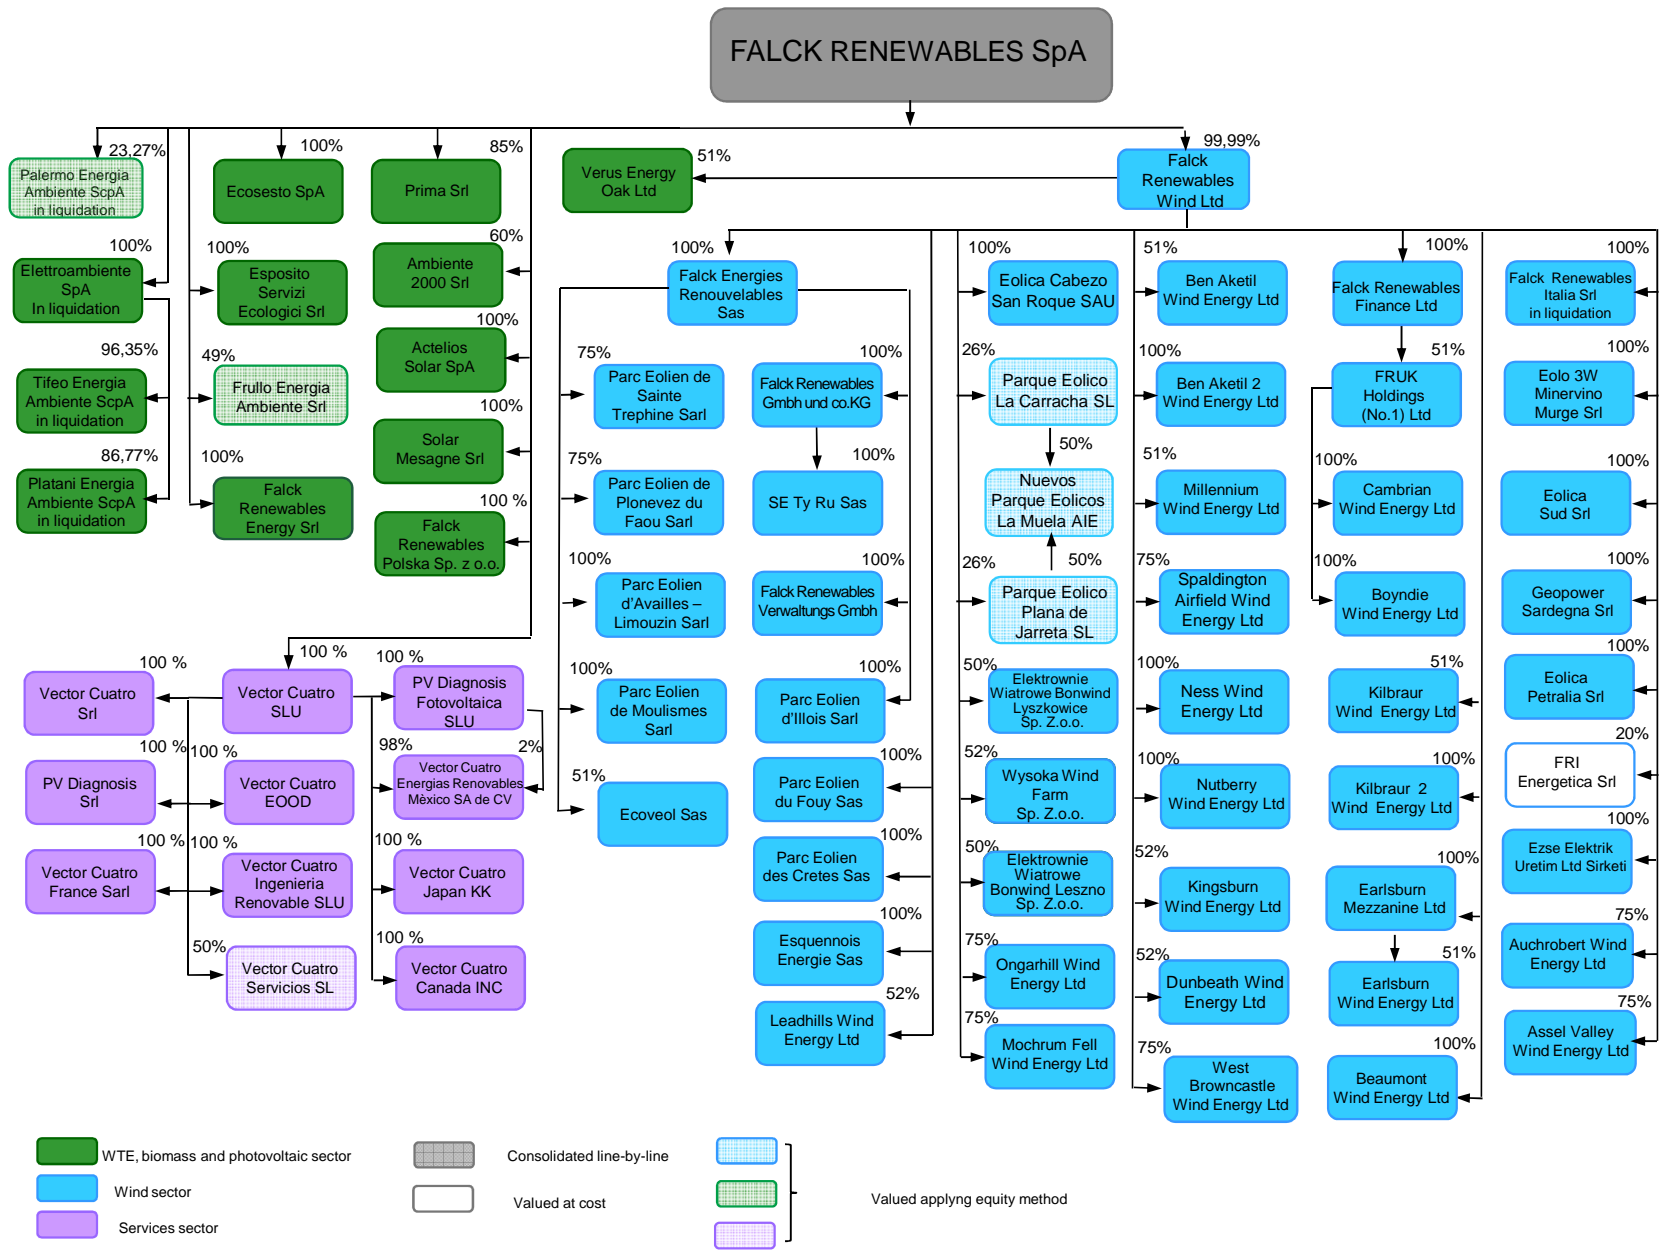 FALCK RENEWABLES SpA
23,27%
Palermo Energia
Ambiente ScpA
in liquidation
100%
Ecosesto SpA
85%
Prima Srl
51%
Verus Energy
Oak Ltd
99,99%
Falck
Renewables
Wind Ltd
100%
Elettroambiente
SpA
In liquidation
96,35%
Tifeo Energia
Ambiente ScpA
in liquidation
86,77%
Platani Energia
Ambiente ScpA
in liquidation
100%
Esposito
Servizi
Ecologici Srl
49%
Frullo Energia
Ambiente Srl
100%
Falck
Renewables
Energy Srl
60%
Ambiente
2000 Srl
100%
Actelios
Solar SpA
100%
Solar
Mesagne Srl
100 %
Falck
Renewables
Polska Sp. z o.o.
100 %
Vector Cuatro
Srl
100 %
Vector Cuatro
SLU
100 %
PV Diagnosis
Fotovoltaica
SLU
100 %
PV Diagnosis
Srl
100 %
Vector Cuatro
EOOD
98%
2%
Vector Cuatro
Energias Renovables
Mèxico SA de CV
100 %
Vector Cuatro
France Sarl
100 %
Vector Cuatro
Ingenieria
Renovable SLU
Vector Cuatro
Japan KK
50%
Vector Cuatro
Servicios SL
100 %
Vector Cuatro
Canada INC
100%
Falck Energies
Renouvelables
Sas
75%
Parc Eolien de
Sainte
Trephine Sarl
75%
Parc Eolien de
Plonevez du
Faou Sarl
100%
Parc Eolien
d'Availles –
Limouzin Sarl
100%
Parc Eolien
de Moulismes
Sarl
51%
Ecoveol Sas
100%
Falck Renewables
Gmbh und co.KG
100%
SE Ty Ru Sas
100%
Falck Renewables
Verwaltungs Gmbh
100%
Parc Eolien
d'Illois Sarl
100%
Parc Eolien
du Fouy Sas
100%
Parc Eolien
des Cretes Sas
100%
Esquennois
Energie Sas
52%
Leadhills Wind
Energy Ltd
100%
Eolica Cabezo
San Roque SAU
26%
Parque Eolico
La Carracha SL
50%
Nuevos
Parque Eolicos
La Muela AIE
50%
26%
Parque Eolico
Plana de
Jarreta SL
50%
Elektrownie
Wiatrowe Bonwind
Lyszkowice
Sp. Z.o.o.
52%
Wysoka Wind
Farm
Sp. Z.o.o.
50%
Elektrownie
Wiatrowe
Bonwind Leszno
Sp. Z.o.o.
75%
Ongarhill Wind
Energy Ltd
75%
Mochrum Fell
Wind Energy Ltd
51%
Ben Aketil
Wind Energy Ltd
100%
Ben Aketil 2
Wind Energy Ltd
51%
Millennium
Wind Energy Ltd
75%
Spaldington
Airfield Wind
Energy Ltd
100%
Ness Wind
Energy Ltd
100%
Nutberry
Wind Energy Ltd
52%
Kingsburn
Wind Energy Ltd
52%
Dunbeath Wind
Energy Ltd
75%
West
Browncastle
Wind Energy Ltd
100%
Falck Renewables
Finance Ltd
51%
FRUK
Holdings
(No.1) Ltd
100%
Cambrian
Wind Energy Ltd
100%
Boyndie
Wind Energy Ltd
51%
Kilbraur
Wind Energy Ltd
100%
Kilbraur 2
Wind Energy Ltd
100%
Earlsburn
Mezzanine Ltd
51%
Earlsburn
Wind Energy Ltd
100%
Beaumont
Wind Energy Ltd
100%
Falck Renewables
Italia Srl
in liquidation
100%
Eolo 3W
Minervino
Murge Srl
100%
Eolica
Sud Srl
100%
Geopower
Sardegna Srl
100%
Eolica
Petralia Srl
20%
FRI
Energetica Srl
100%
Ezse Elektrik
Uretim Ltd Sirketi
75%
Auchrobert Wind
Energy Ltd
75%
Assel Valley
Wind Energy Ltd
WTE, biomass and photovoltaic sector
Wind sector
Services sector
Consolidated line-by-line
Valued at cost
Valued applyng equity method